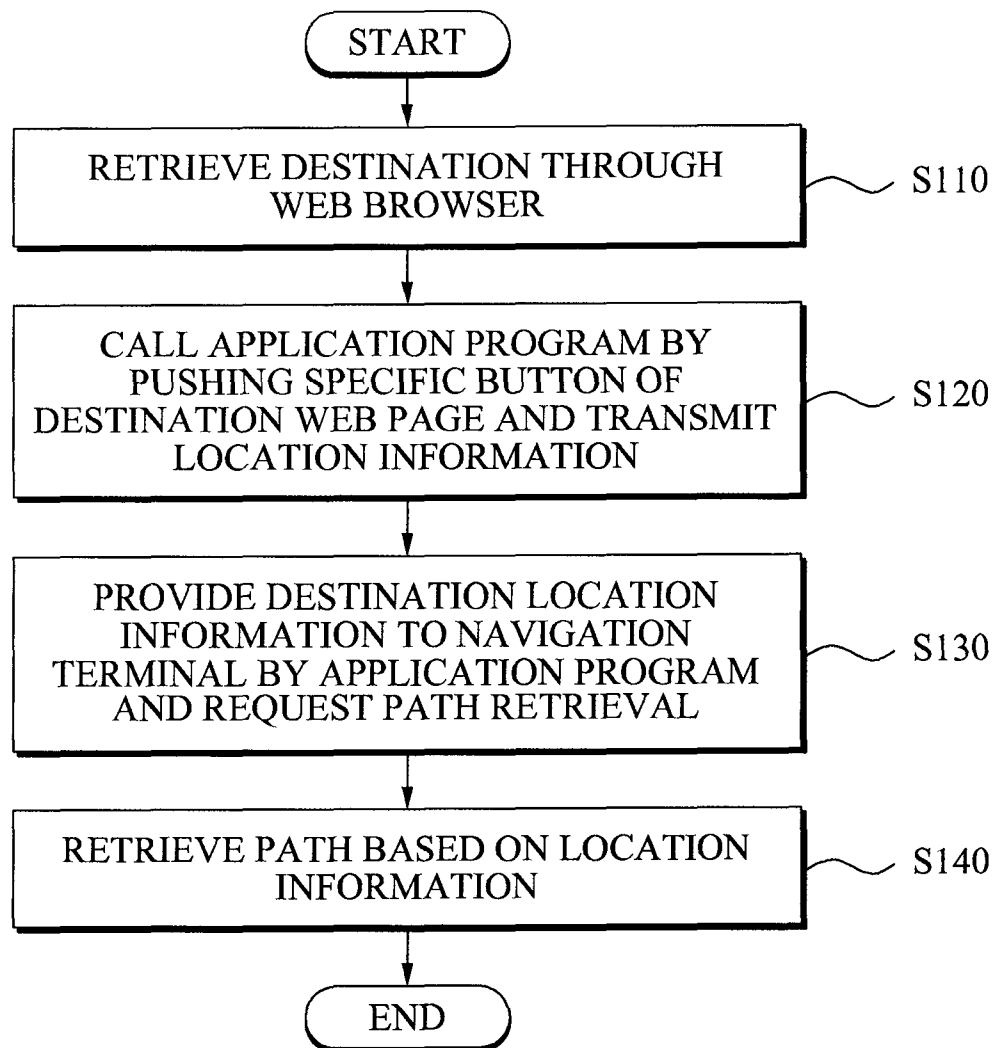 START
RETRIEVE DESTINATION THROUGH
WEB BROWSER
S110
CALL APPLICATION PROGRAM BY
PUSHING SPECIFIC BUTTON OF
DESTINATION WEB PAGE AND TRANSMIT
LOCATION INFORMATION
S120
PROVIDE DESTINATION LOCATION
INFORMATION TO NAVIGATION
TERMINAL BY APPLICATION PROGRAM
AND REQUEST PATH RETRIEVAL
S130
RETRIEVE PATH BASED ON LOCATION
INFORMATION
S140
END